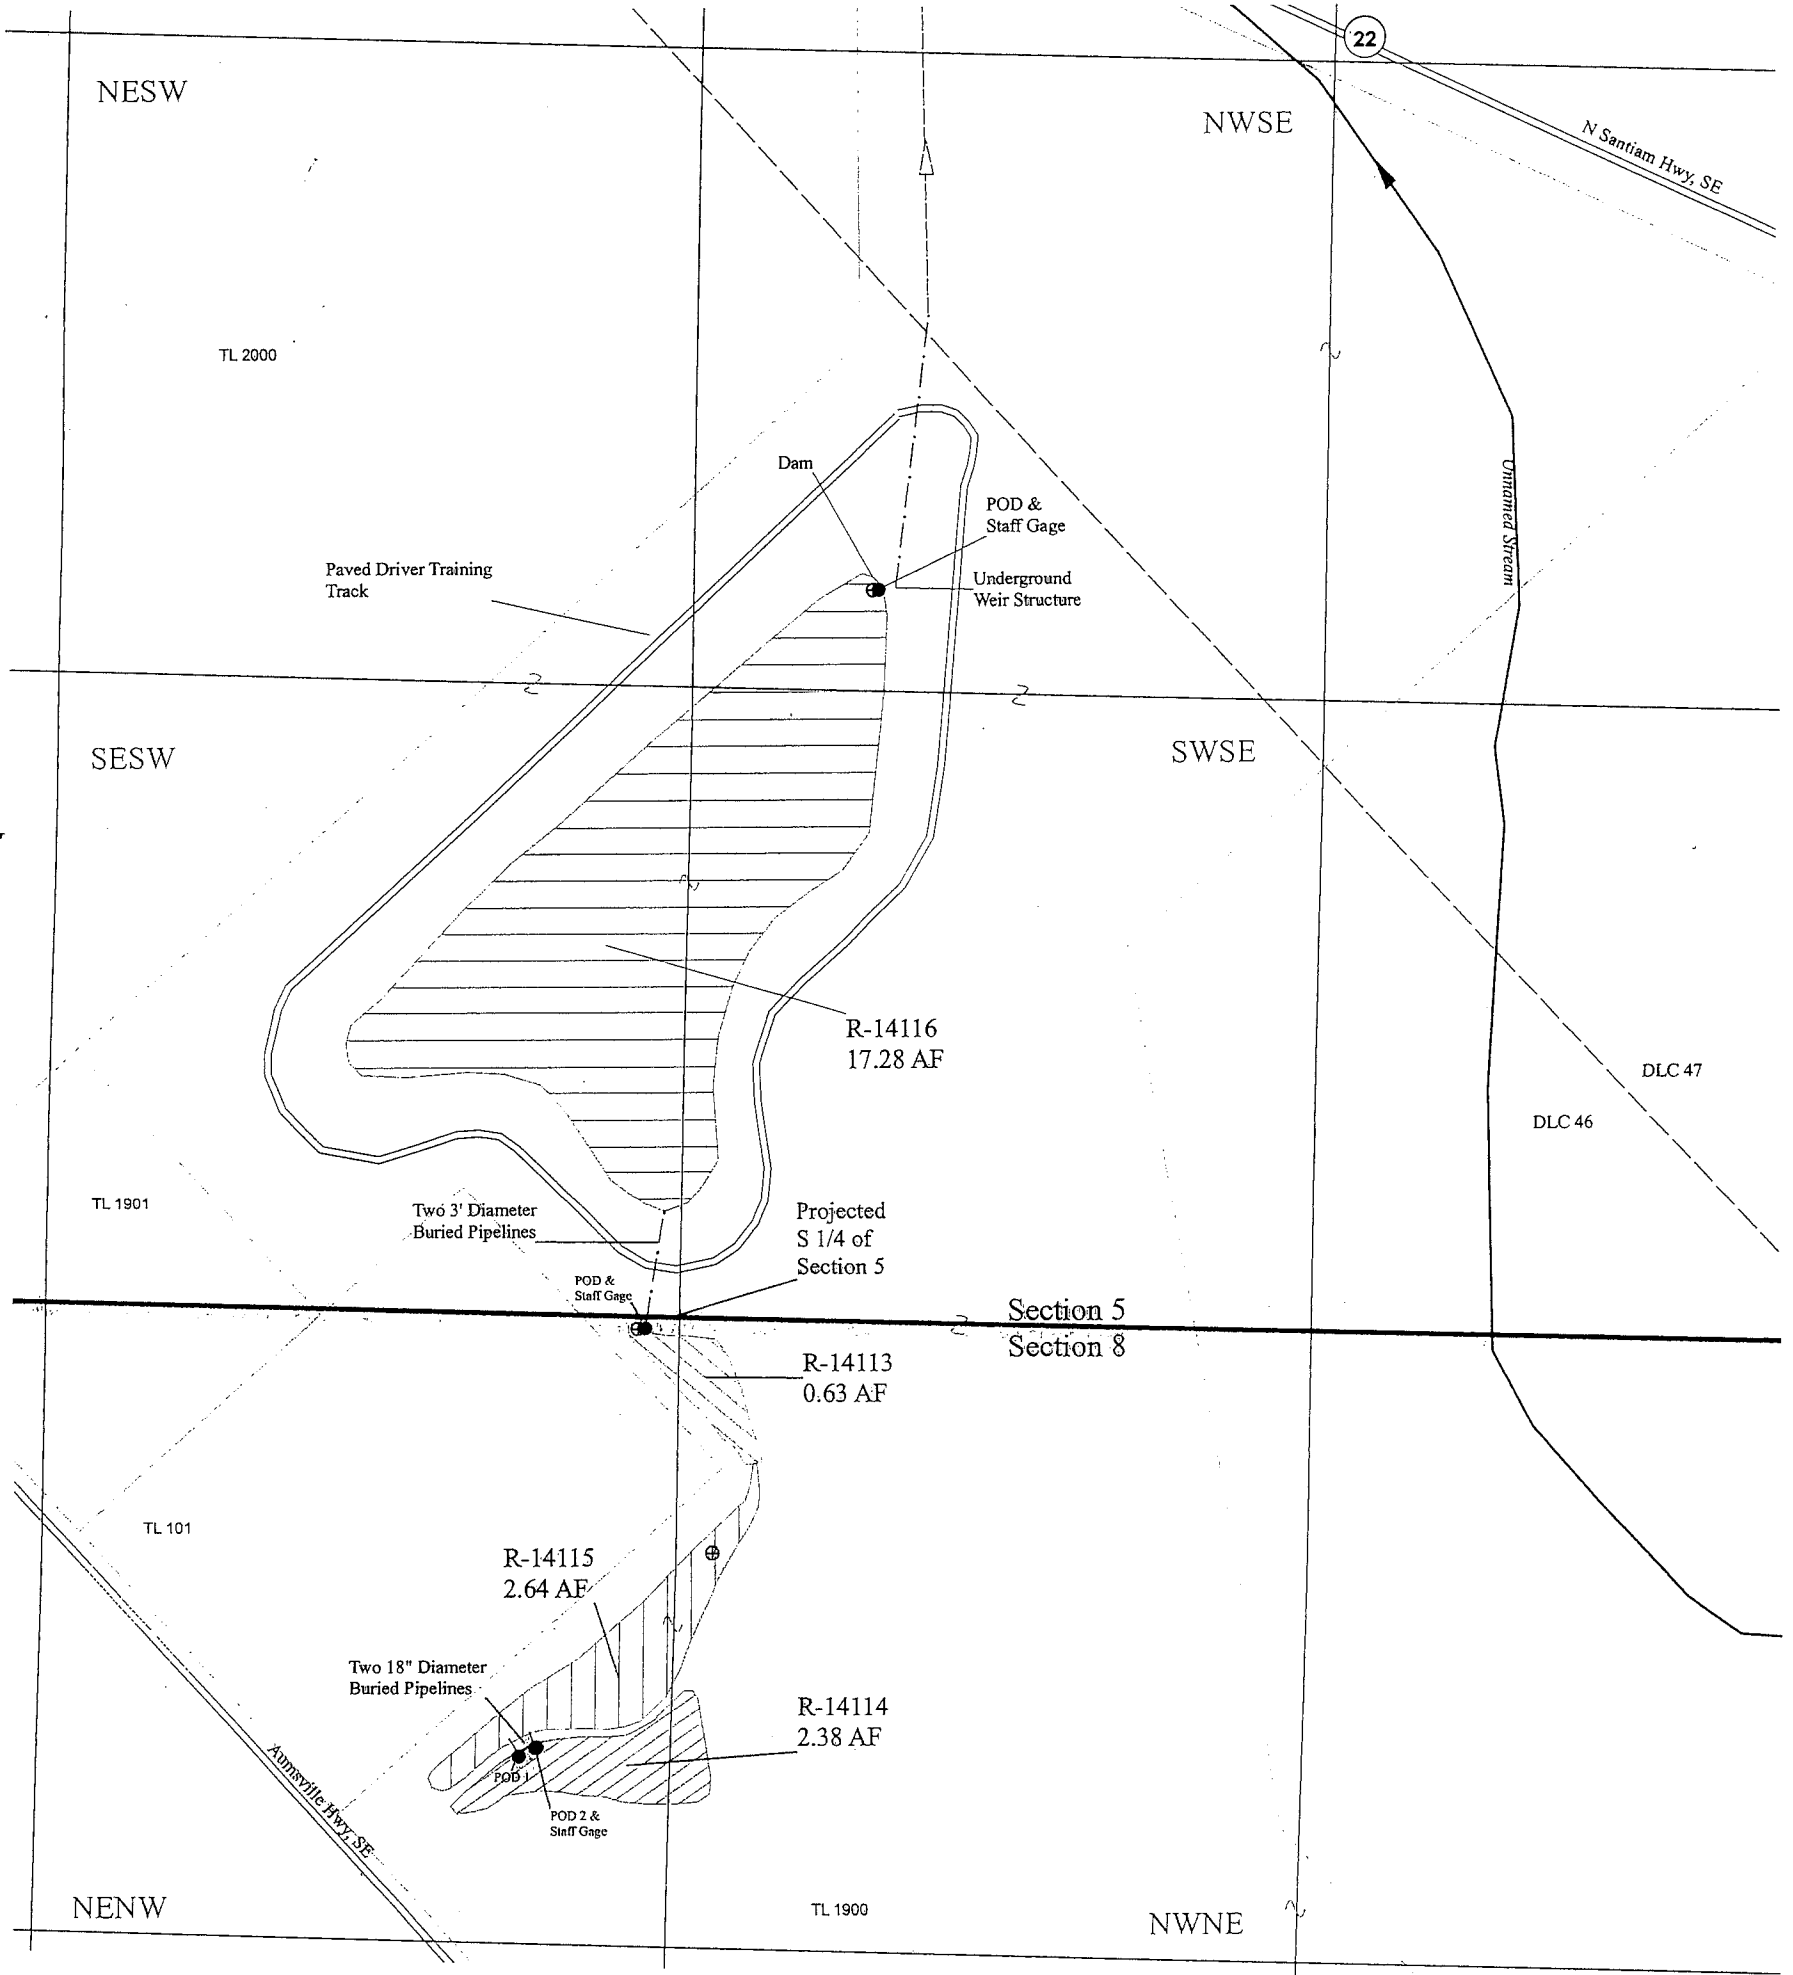 22
NESW
NWSE
N Santiam Hwy, SE
TL 2000
Dam
POD &
Staff Gage
Unnamed Stream
Paved Driver Training
Track
Underground
Weir Structure
SESW
SWSE
R-14116
17.28 AF
DLC 47
DLC 46
TL 1901
Two 3' Diameter
Buried Pipelines
Projected
S 1/4 of
Section 5
POD &
Staff Gage
Section 5
Section 8
R-14113
0.63 AF
TL 101
R-14115
2.64 AF
Two 18" Diameter
Buried Pipelines
R-14114
2.38 AF
POD 1
POD 2 &
Staff Gage
Aumsville Hwy, SE
NENW
TL 1900
NWNE